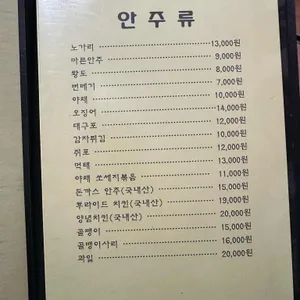 안주류
노가리 13,000원
마른안주 9,000원
황도 8,000원
번데기 7,000원
야채 10,000원
오징어 14,000원
대구포 12,000원
감자튀김 10,000원
쥐포 12,000원
먹태 13,000원
야채 쏘세지볶음 11,000원
돈까스 안주(국내산) 15,000원
후라이드 치킨(국내산) 19,000원
양념치킨(국내산) 20,000원
골뱅이 15,000원
골뱅이사리 16,000원
과일 20,000원